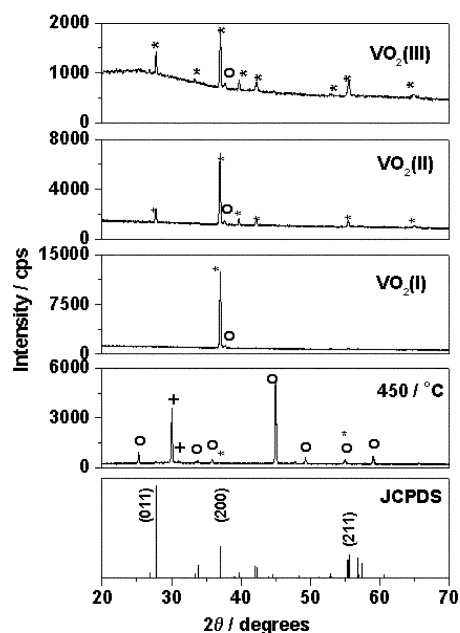 2000
1000
0
VO2(III)
* * * o * * * * *
8000
4000
0
VO2(II)
* * o * * * *
15000
7500
0
VO2(I)
* o
6000
3000
0
450 / °C
o + + o o * o o * o o
JCPDS
(011)
(200)
(211)
20 30 40 50 60 70
2θ / degrees
Intensity / cps